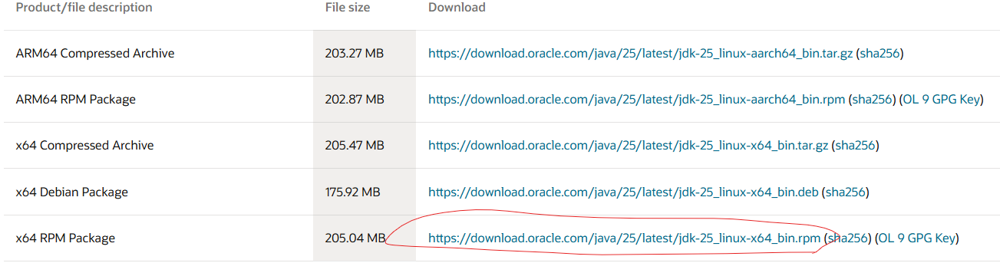 Product/file description File size Download
ARM64 Compressed Archive 203.27 MB https://download.oracle.com/java/25/latest/jdk-25_linux-aarch64_bin.tar.gz (sha256)
ARM64 RPM Package 202.87 MB https://download.oracle.com/java/25/latest/jdk-25_linux-aarch64_bin.rpm (sha256) (OL 9 GPG Key)
x64 Compressed Archive 205.47 MB https://download.oracle.com/java/25/latest/jdk-25_linux-x64_bin.tar.gz (sha256)
x64 Debian Package 175.92 MB https://download.oracle.com/java/25/latest/jdk-25_linux-x64_bin.deb (sha256)
x64 RPM Package 205.04 MB https://download.oracle.com/java/25/latest/jdk-25_linux-x64_bin.rpm (sha256) (OL 9 GPG Key)